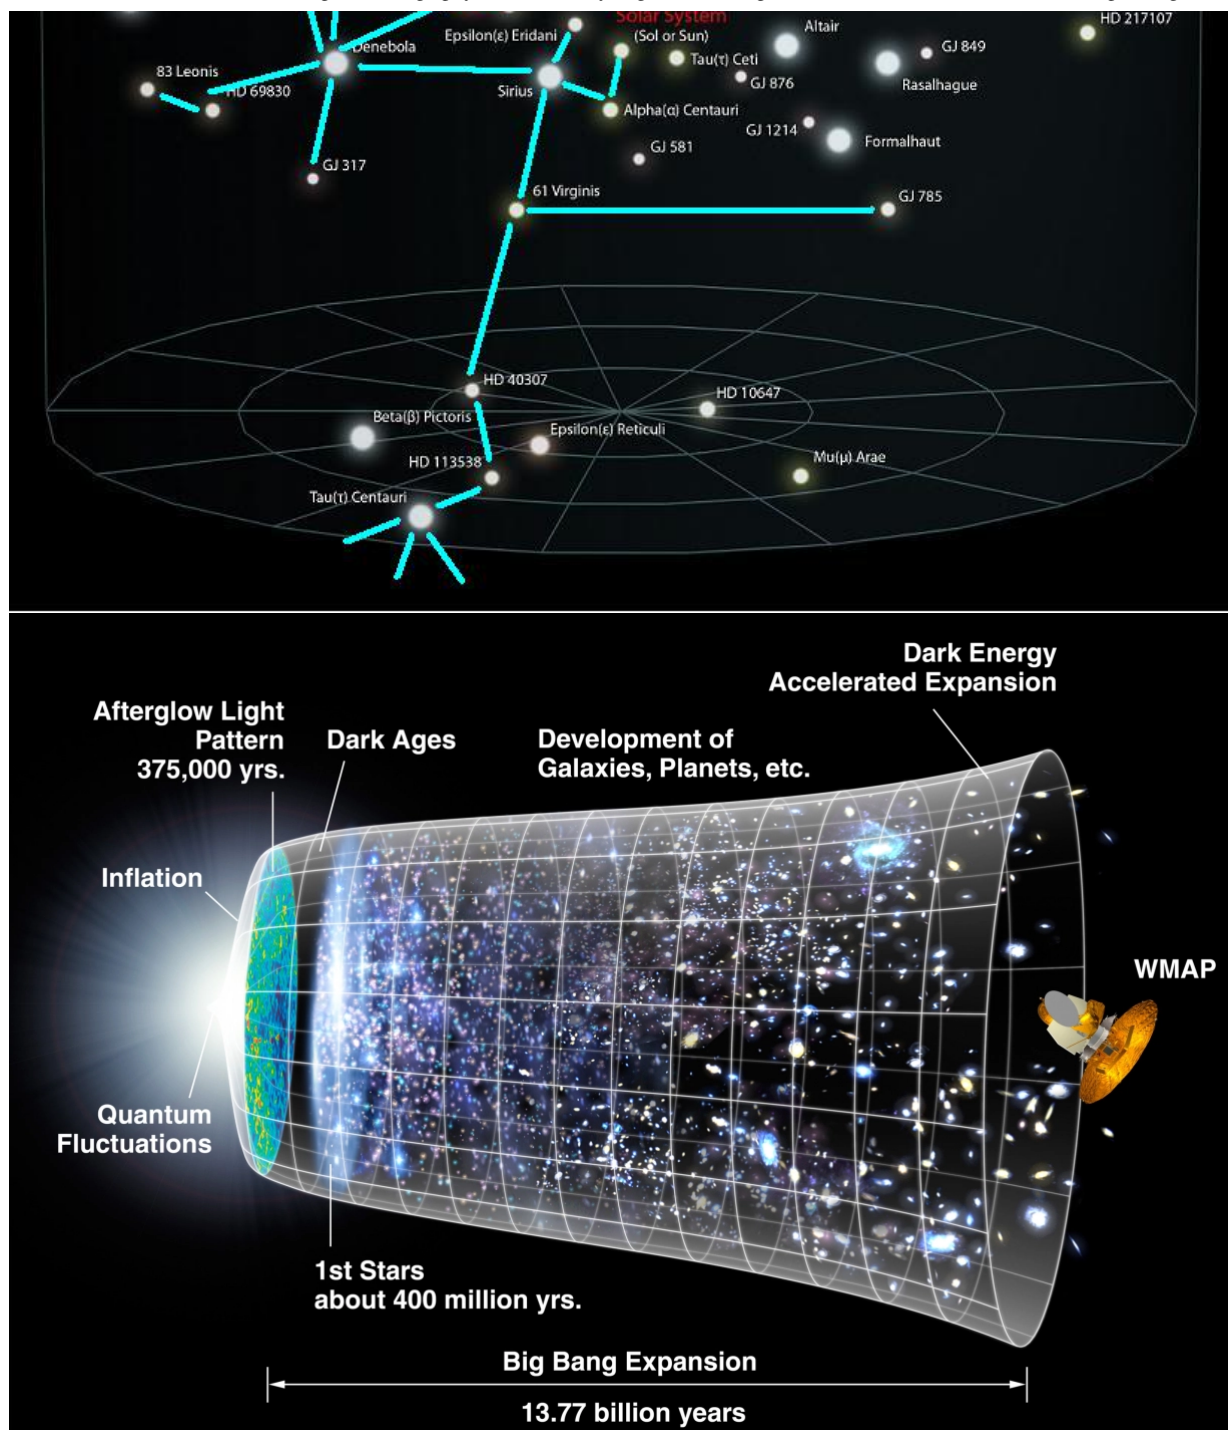 Solar System
(Sol or Sun)
Epsilon(ε) Eridani
Altair
HD 217107
Denebola
Tau(τ) Ceti
GJ 849
83 Leonis
HD 69830
Sirius
GJ 876
Rasalhague
Alpha(α) Centauri
GJ 1214
Formalhaut
GJ 317
GJ 581
61 Virginis
GJ 785
HD 40307
HD 10647
Beta(β) Pictoris
Epsilon(ε) Reticuli
HD 113538
Mu(μ) Arae
Tau(τ) Centauri
Dark Energy
Accelerated Expansion
Afterglow Light
Pattern
375,000 yrs.
Dark Ages
Development of
Galaxies, Planets, etc.
Inflation
WMAP
Quantum
Fluctuations
1st Stars
about 400 million yrs.
Big Bang Expansion
13.77 billion years